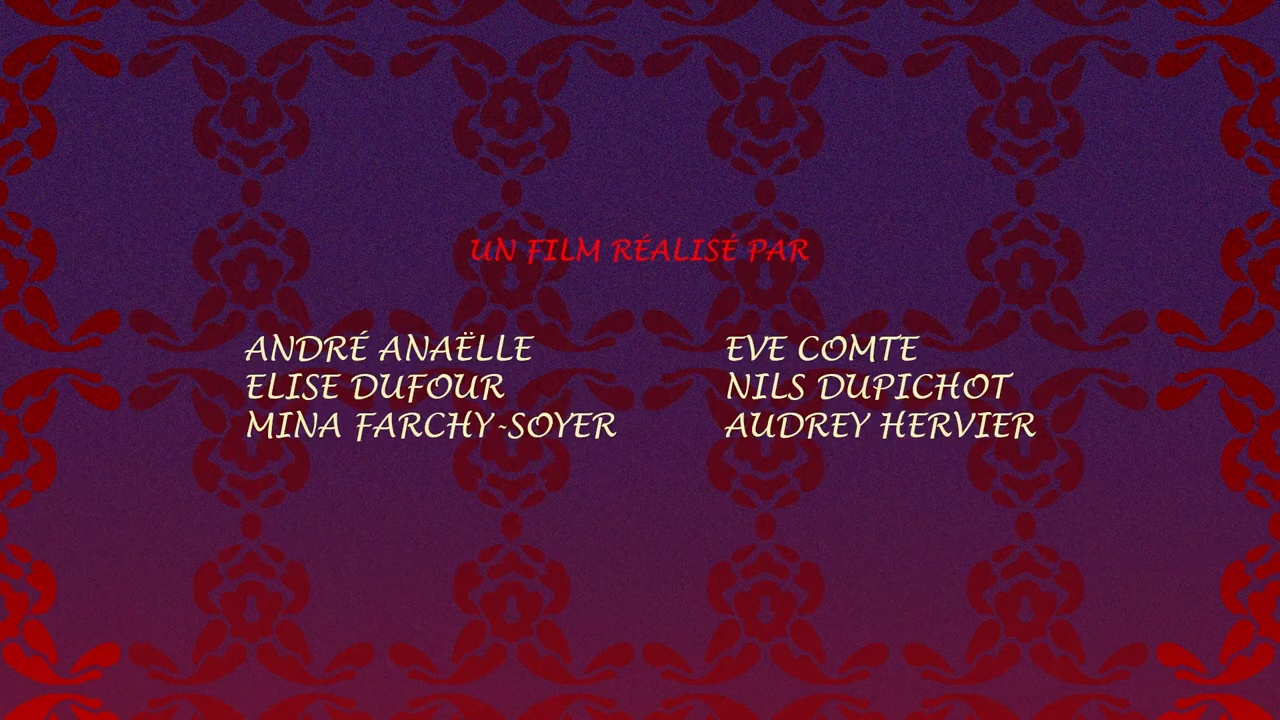 UN FILM RÉALISÉ PAR
ANDRÉ ANAËLLE
ELISE DUFOUR
MINA FARCHY-SOYER
EVE COMTE
NILS DUPICHOT
AUDREY HERVIER